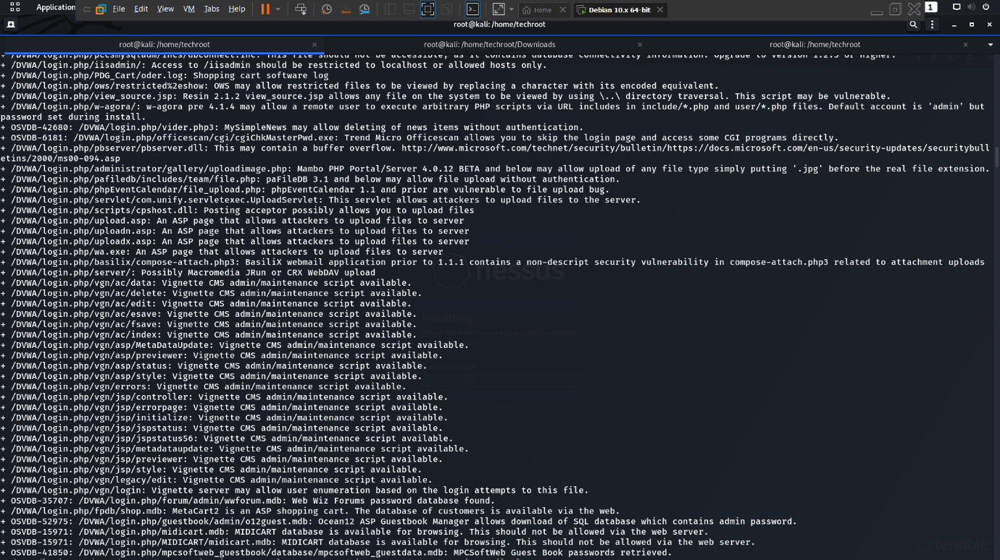 Application
File Edit View VM Tabs Help
Home
Debian 10.x 64-bit
1
root@kali: /home/techroot
root@kali: /home/techroot
root@kali: /home/techroot/Downloads
root@kali: /home/techroot
+ /DVWA/login.php/pccsmysqladm/incs/dbconnect.inc: This file should not be accessible, as it contains database connectivity information. Upgrade to version 1.2.5 or higher.
+ /DVWA/login.php/iisadmin/: Access to /iisadmin should be restricted to localhost or allowed hosts only.
+ /DVWA/login.php/PDG_Cart/oder.log: Shopping cart software log
+ /DVWA/login.php/ows/restricted%2eshow: OWS may allow restricted files to be viewed by replacing a character with its encoded equivalent.
+ /DVWA/login.php/view_source.jsp: Resin 2.1.2 view_source.jsp allows any file on the system to be viewed by using \..\ directory traversal. This script may be vulnerable.
+ /DVWA/login.php/w-agora/: w-agora pre 4.1.4 may allow a remote user to execute arbitrary PHP scripts via URL includes in include/*.php and user/*.php files. Default account is 'admin' but
password set during install.
+ OSVDB-42680: /DVWA/login.php/vider.php3: MySimpleNews may allow deleting of news items without authentication.
+ OSVDB-6181: /DVWA/login.php/officescan/cgi/cgiChkMasterPwd.exe: Trend Micro Officescan allows you to skip the login page and access some CGI programs directly.
+ /DVWA/login.php/pbserver/pbserver.dll: This may contain a buffer overflow. http://www.microsoft.com/technet/security/bulletin/https://docs.microsoft.com/en-us/security-updates/securitybull
etins/2000/ms00-094.asp
+ /DVWA/login.php/administrator/gallery/uploadimage.php: Mambo PHP Portal/Server 4.0.12 BETA and below may allow upload of any file type simply putting '.jpg' before the real file extension.
+ /DVWA/login.php/pafiledb/includes/team/file.php: paFileDB 3.1 and below may allow file upload without authentication.
+ /DVWA/login.php/phpEventCalendar/file_upload.php: phpEventCalendar 1.1 and prior are vulnerable to file upload bug.
+ /DVWA/login.php/servlet/com.unify.servletexec.UploadServlet: This servlet allows attackers to upload files to the server.
+ /DVWA/login.php/scripts/cpshost.dll: Posting acceptor possibly allows you to upload files
+ /DVWA/login.php/upload.asp: An ASP page that allows attackers to upload files to server
+ /DVWA/login.php/uploadn.asp: An ASP page that allows attackers to upload files to server
+ /DVWA/login.php/uploadx.asp: An ASP page that allows attackers to upload files to server
+ /DVWA/login.php/wa.exe: An ASP page that allows attackers to upload files to server
+ /DVWA/login.php/basilix/compose-attach.php3: BasiliX webmail application prior to 1.1.1 contains a non-descript security vulnerability in compose-attach.php3 related to attachment uploads
nessus
+ /DVWA/login.php/server/: Possibly Macromedia JRun or CRX WebDAV upload
+ /DVWA/login.php/vgn/ac/data: Vignette CMS admin/maintenance script available.
+ /DVWA/login.php/vgn/ac/delete: Vignette CMS admin/maintenance script available.
+ /DVWA/login.php/vgn/ac/edit: Vignette CMS admin/maintenance script available.
+ /DVWA/login.php/vgn/ac/esave: Vignette CMS admin/maintenance script available.
Initializing
+ /DVWA/login.php/vgn/ac/fsave: Vignette CMS admin/maintenance script available.
+ /DVWA/login.php/vgn/ac/index: Vignette CMS admin/maintenance script available.
+ /DVWA/login.php/vgn/asp/MetaDataUpdate: Vignette CMS admin/maintenance script available.
+ /DVWA/login.php/vgn/asp/previewer: Vignette CMS admin/maintenance script available.
+ /DVWA/login.php/vgn/asp/status: Vignette CMS admin/maintenance script available.
+ /DVWA/login.php/vgn/asp/style: Vignette CMS admin/maintenance script available.
+ /DVWA/login.php/vgn/errors: Vignette CMS admin/maintenance script available.
+ /DVWA/login.php/vgn/jsp/controller: Vignette CMS admin/maintenance script available.
+ /DVWA/login.php/vgn/jsp/errorpage: Vignette CMS admin/maintenance script available.
+ /DVWA/login.php/vgn/jsp/initialize: Vignette CMS admin/maintenance script available.
+ /DVWA/login.php/vgn/jsp/jspstatus: Vignette CMS admin/maintenance script available.
+ /DVWA/login.php/vgn/jsp/jspstatus56: Vignette CMS admin/maintenance script available.
+ /DVWA/login.php/vgn/jsp/metadataupdate: Vignette CMS admin/maintenance script available.
+ /DVWA/login.php/vgn/jsp/previewer: Vignette CMS admin/maintenance script available.
+ /DVWA/login.php/vgn/jsp/style: Vignette CMS admin/maintenance script available.
+ /DVWA/login.php/vgn/legacy/edit: Vignette CMS admin/maintenance script available.
+ /DVWA/login.php/vgn/login: Vignette server may allow user enumeration based on the login attempts to this file.
+ OSVDB-35707: /DVWA/login.php/forum/admin/wwforum.mdb: Web Wiz Forums password database found.
+ /DVWA/login.php/fpdb/shop.mdb: MetaCart2 is an ASP shopping cart. The database of customers is available via the web.
+ OSVDB-52975: /DVWA/login.php/guestbook/admin/o12guest.mdb: Ocean12 ASP Guestbook Manager allows download of SQL database which contains admin password.
+ OSVDB-15971: /DVWA/login.php/midicart.mdb: MIDICART database is available for browsing. This should not be allowed via the web server.
+ OSVDB-15971: /DVWA/login.php/MIDICART/midicart.mdb: MIDICART database is available for browsing. This should not be allowed via the web server.
tenable
+ OSVDB-41850: /DVWA/login.php/mpcsoftweb_guestbook/database/mpcsoftweb_guestdata.mdb: MPCSoftWeb Guest Book passwords retrieved.